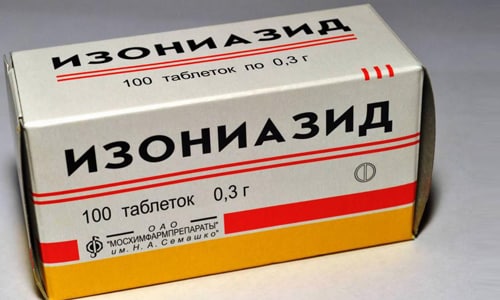 ИЗОНИАЗИД
100 таблеток по 0,3 г
ИЗОНИАЗИД
100 таблеток 0,3 г
ОАО
"МОСХИМФАРМПРЕПАРАТЫ"
им. Н. А. Семашко